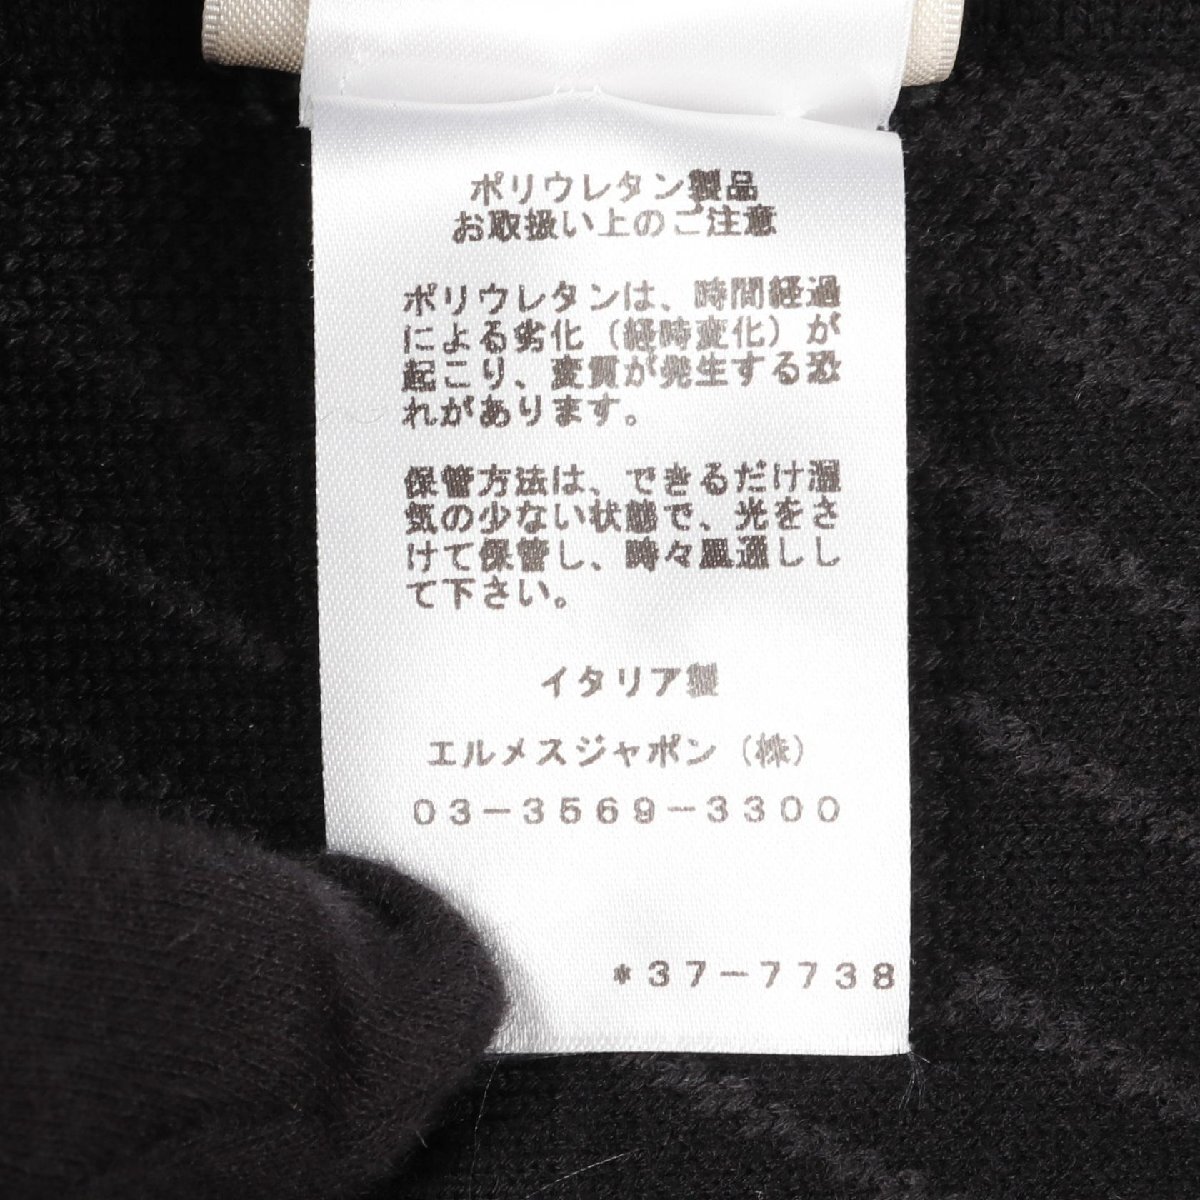 ポリウレタン製品
お取扱い上のご注意
ポリウレタンは、時間経過
による劣化（経時変化）が
起こり、変質が発生する恐
れがあります。
保管方法は、できるだけ湿
気の少ない状態で、光をさ
けて保管し、時々風通しし
て下さい。
イタリア製
エルメスジャポン（株）
03-3569-3300
*37-7738